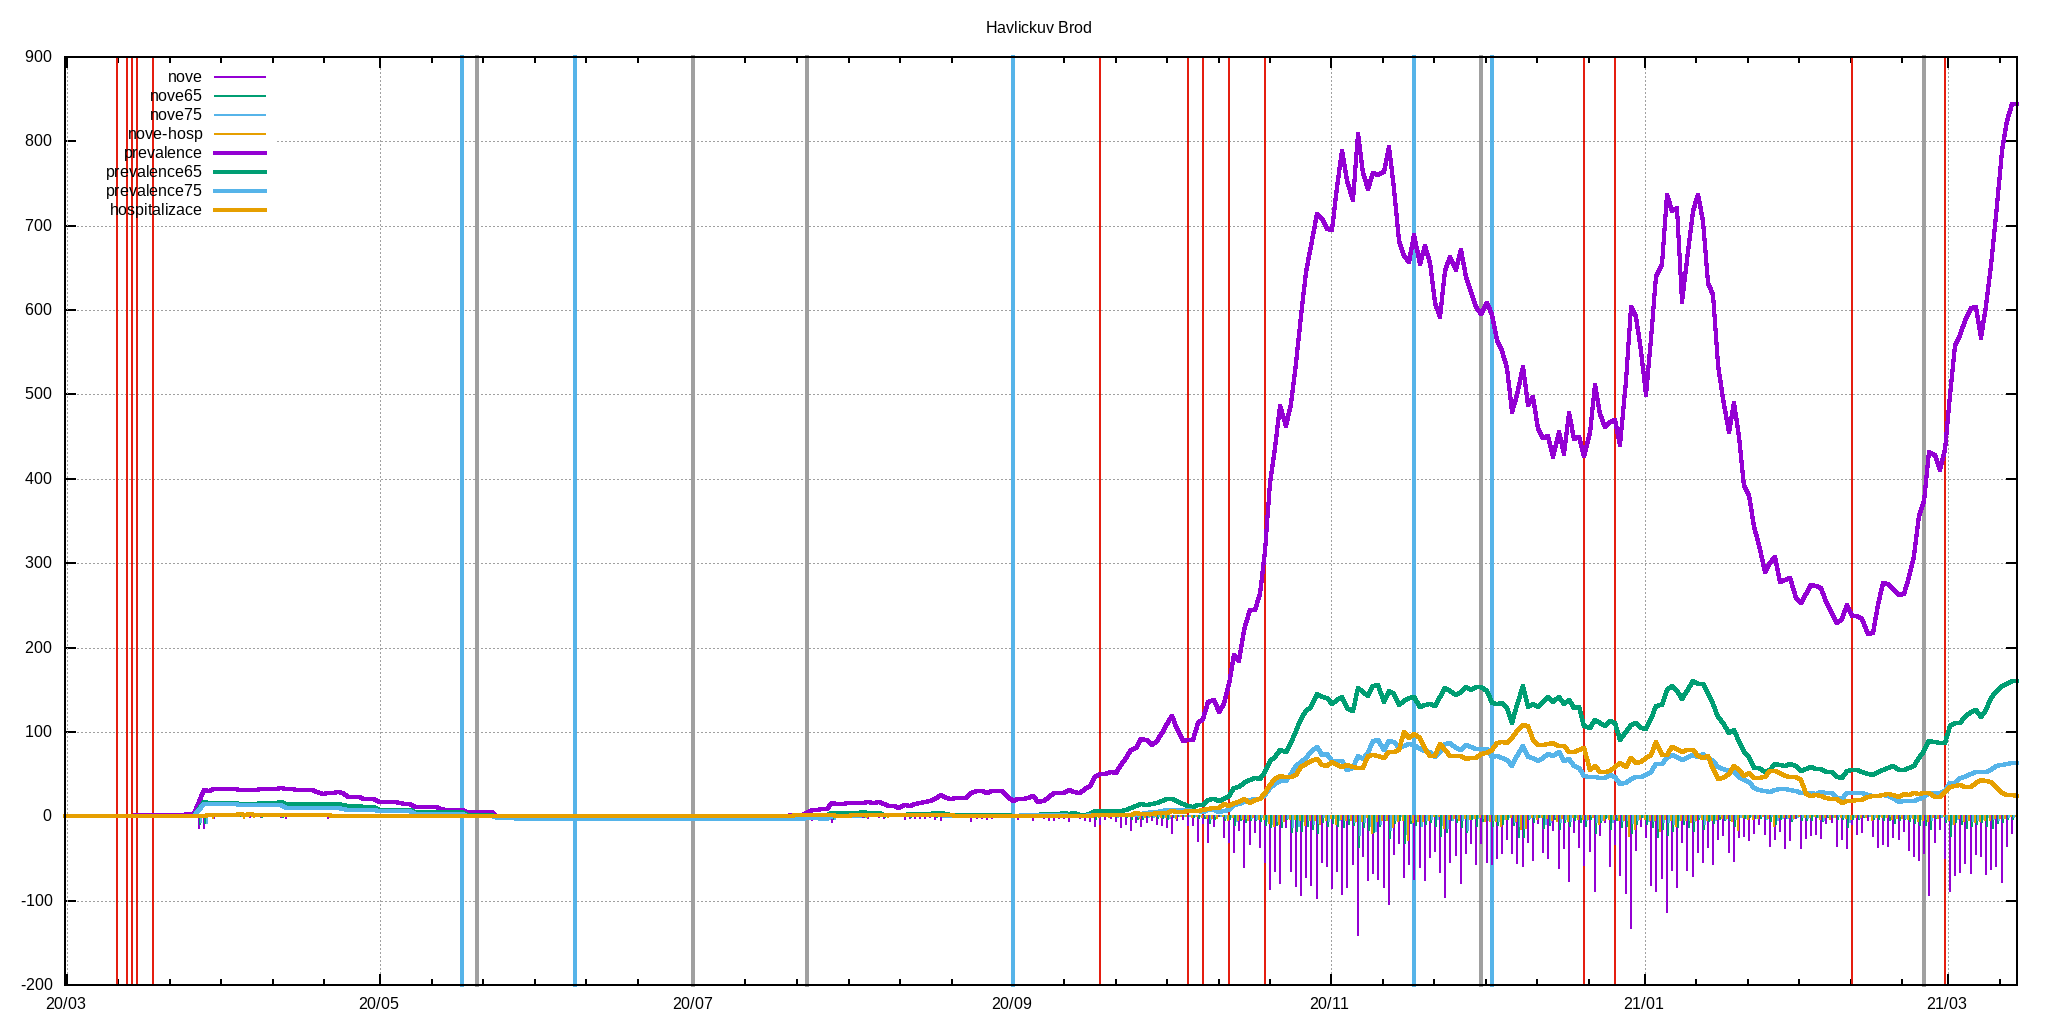 Havlickuv Brod
900
800
700
600
500
400
300
200
100
0
-100
-200
nove
nove65
nove75
nove-hosp
prevalence
prevalence65
prevalence75
hospitalizace
20/03 20/05 20/07 20/09 20/11 21/01 21/03